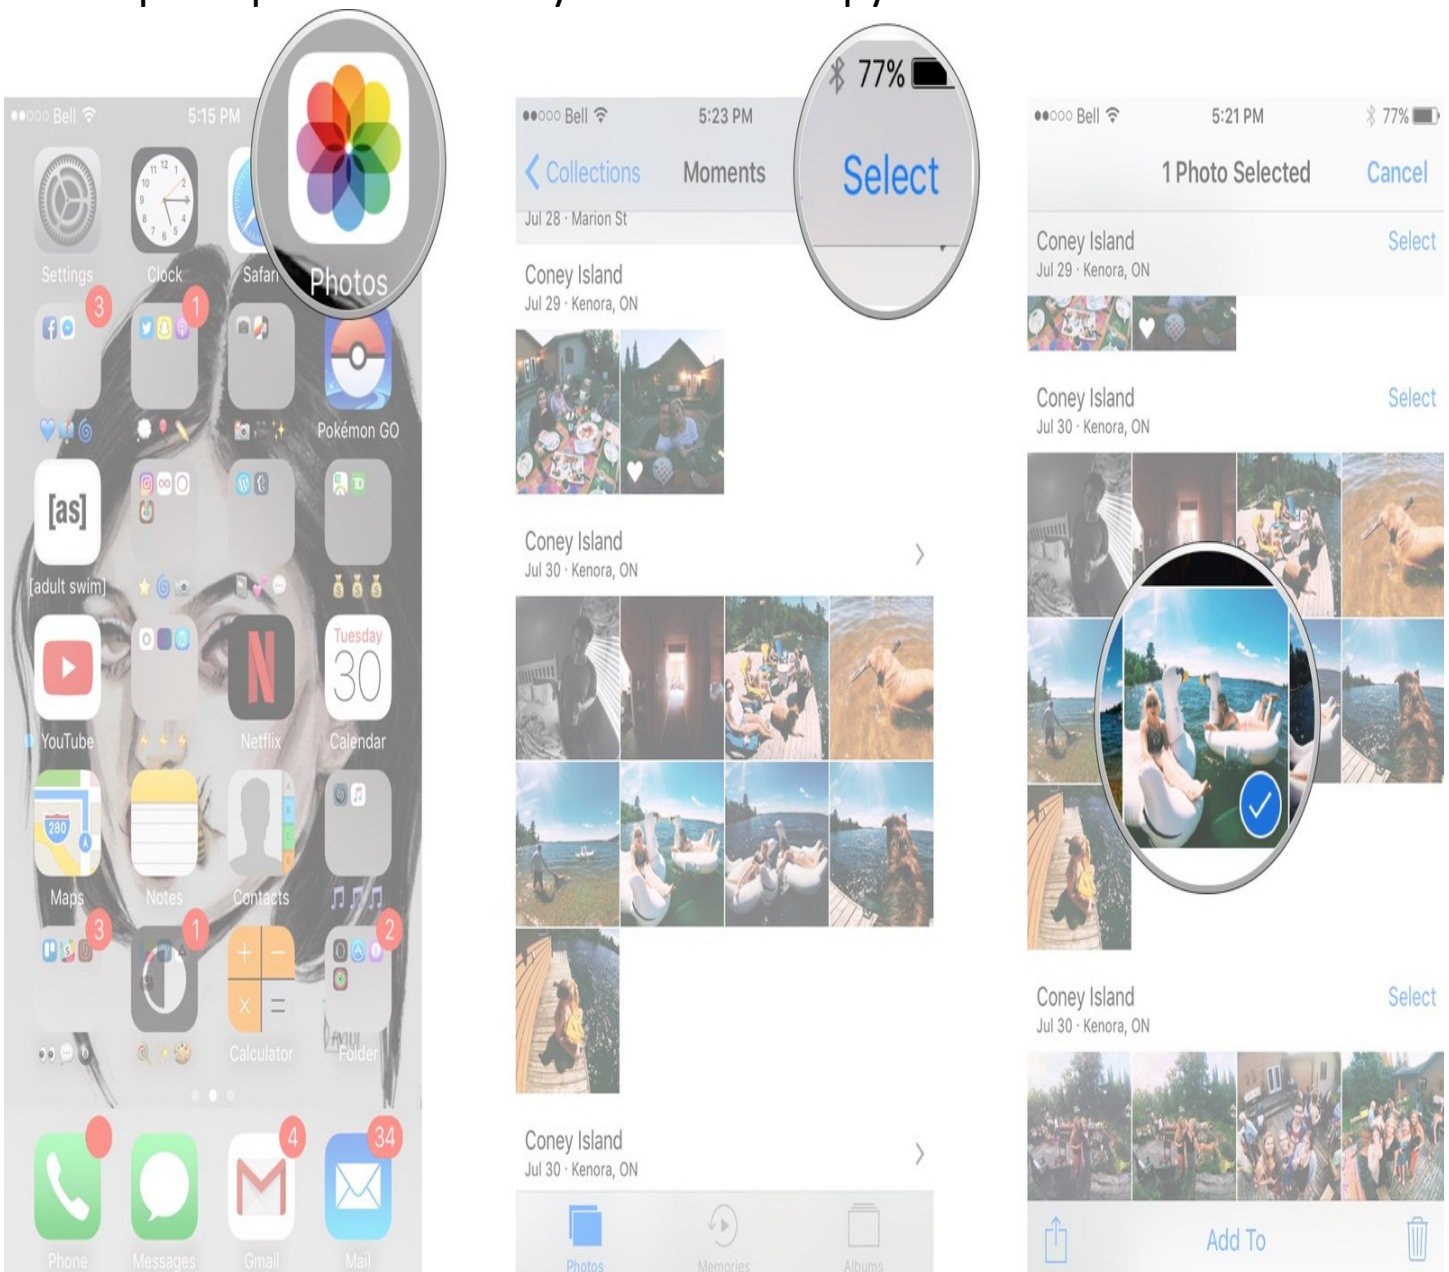 ●●○○○ Bell 5:15 PM
Photos
Settings Clock Safari
3 1
Pokémon GO
[as]
TD
[adult swim]
Tuesday
30
N
YouTube Netflix Calendar
280
A
B
C
D
Maps Notes Contacts
3 1 2
Calculator Folder
4 34
Phone Messages Gmail Mail
●●○○○ Bell 5:23 PM 77%
Collections Moments Select
Jul 28 · Marion St
Coney Island
Jul 29 · Kenora, ON
Coney Island
Jul 30 · Kenora, ON
Coney Island
Jul 30 · Kenora, ON
Photos Memories Albums
●●○○○ Bell 5:21 PM 77%
1 Photo Selected Cancel
Coney Island Select
Jul 29 · Kenora, ON
Coney Island Select
Jul 30 · Kenora, ON
Coney Island Select
Jul 30 · Kenora, ON
Add To